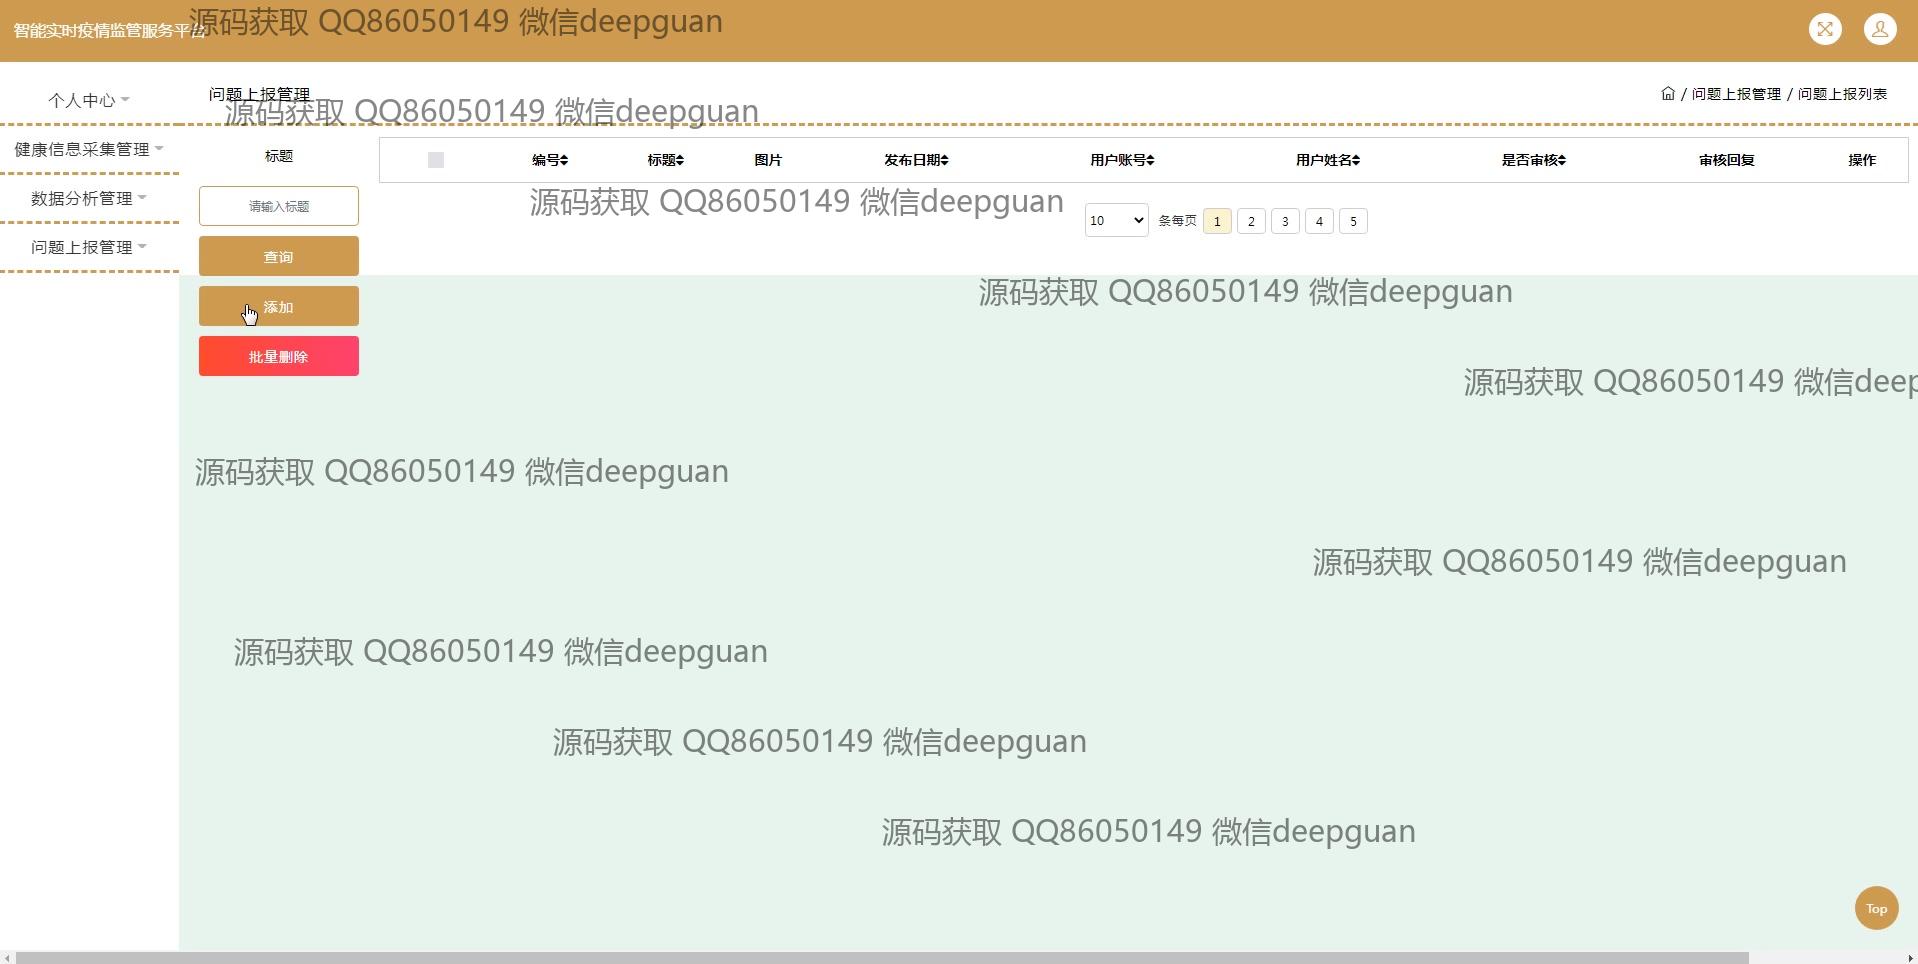 智能实时疫情监管服务平台
源码获取 QQ86050149 微信deepguan
个人中心
问题上报管理
/ 问题上报管理 / 问题上报列表
源码获取 QQ86050149 微信deepguan
健康信息采集管理
数据分析管理
问题上报管理
标题
请输入标题
查询
添加
批量删除
编号 标题 图片 发布日期 用户账号 用户姓名 是否审核 审核回复 操作
源码获取 QQ86050149 微信deepguan
10 条每页 1 2 3 4 5
源码获取 QQ86050149 微信deepguan
源码获取 QQ86050149 微信deep
源码获取 QQ86050149 微信deepguan
源码获取 QQ86050149 微信deepguan
源码获取 QQ86050149 微信deepguan
源码获取 QQ86050149 微信deepguan
源码获取 QQ86050149 微信deepguan
Top